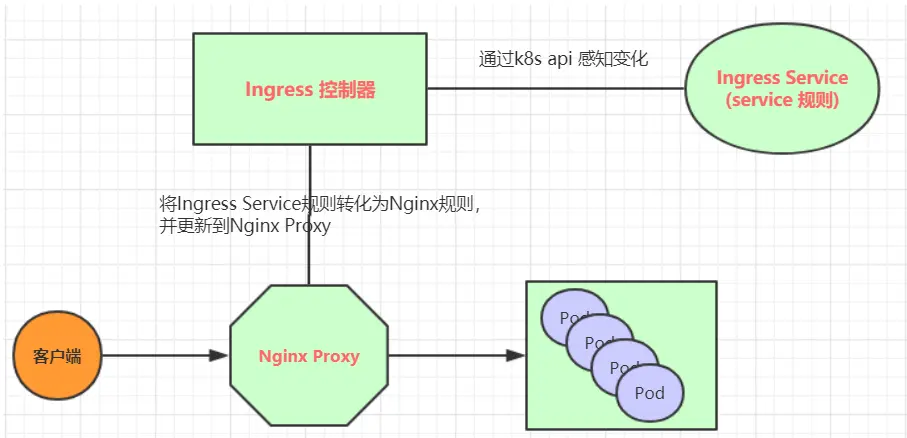 Ingress 控制器
通过k8s api 感知变化
Ingress Service
(service 规则)
将Ingress Service规则转化为Nginx规则，
并更新到Nginx Proxy
客户端
Nginx Proxy
Pod
Pod
Pod
Pod